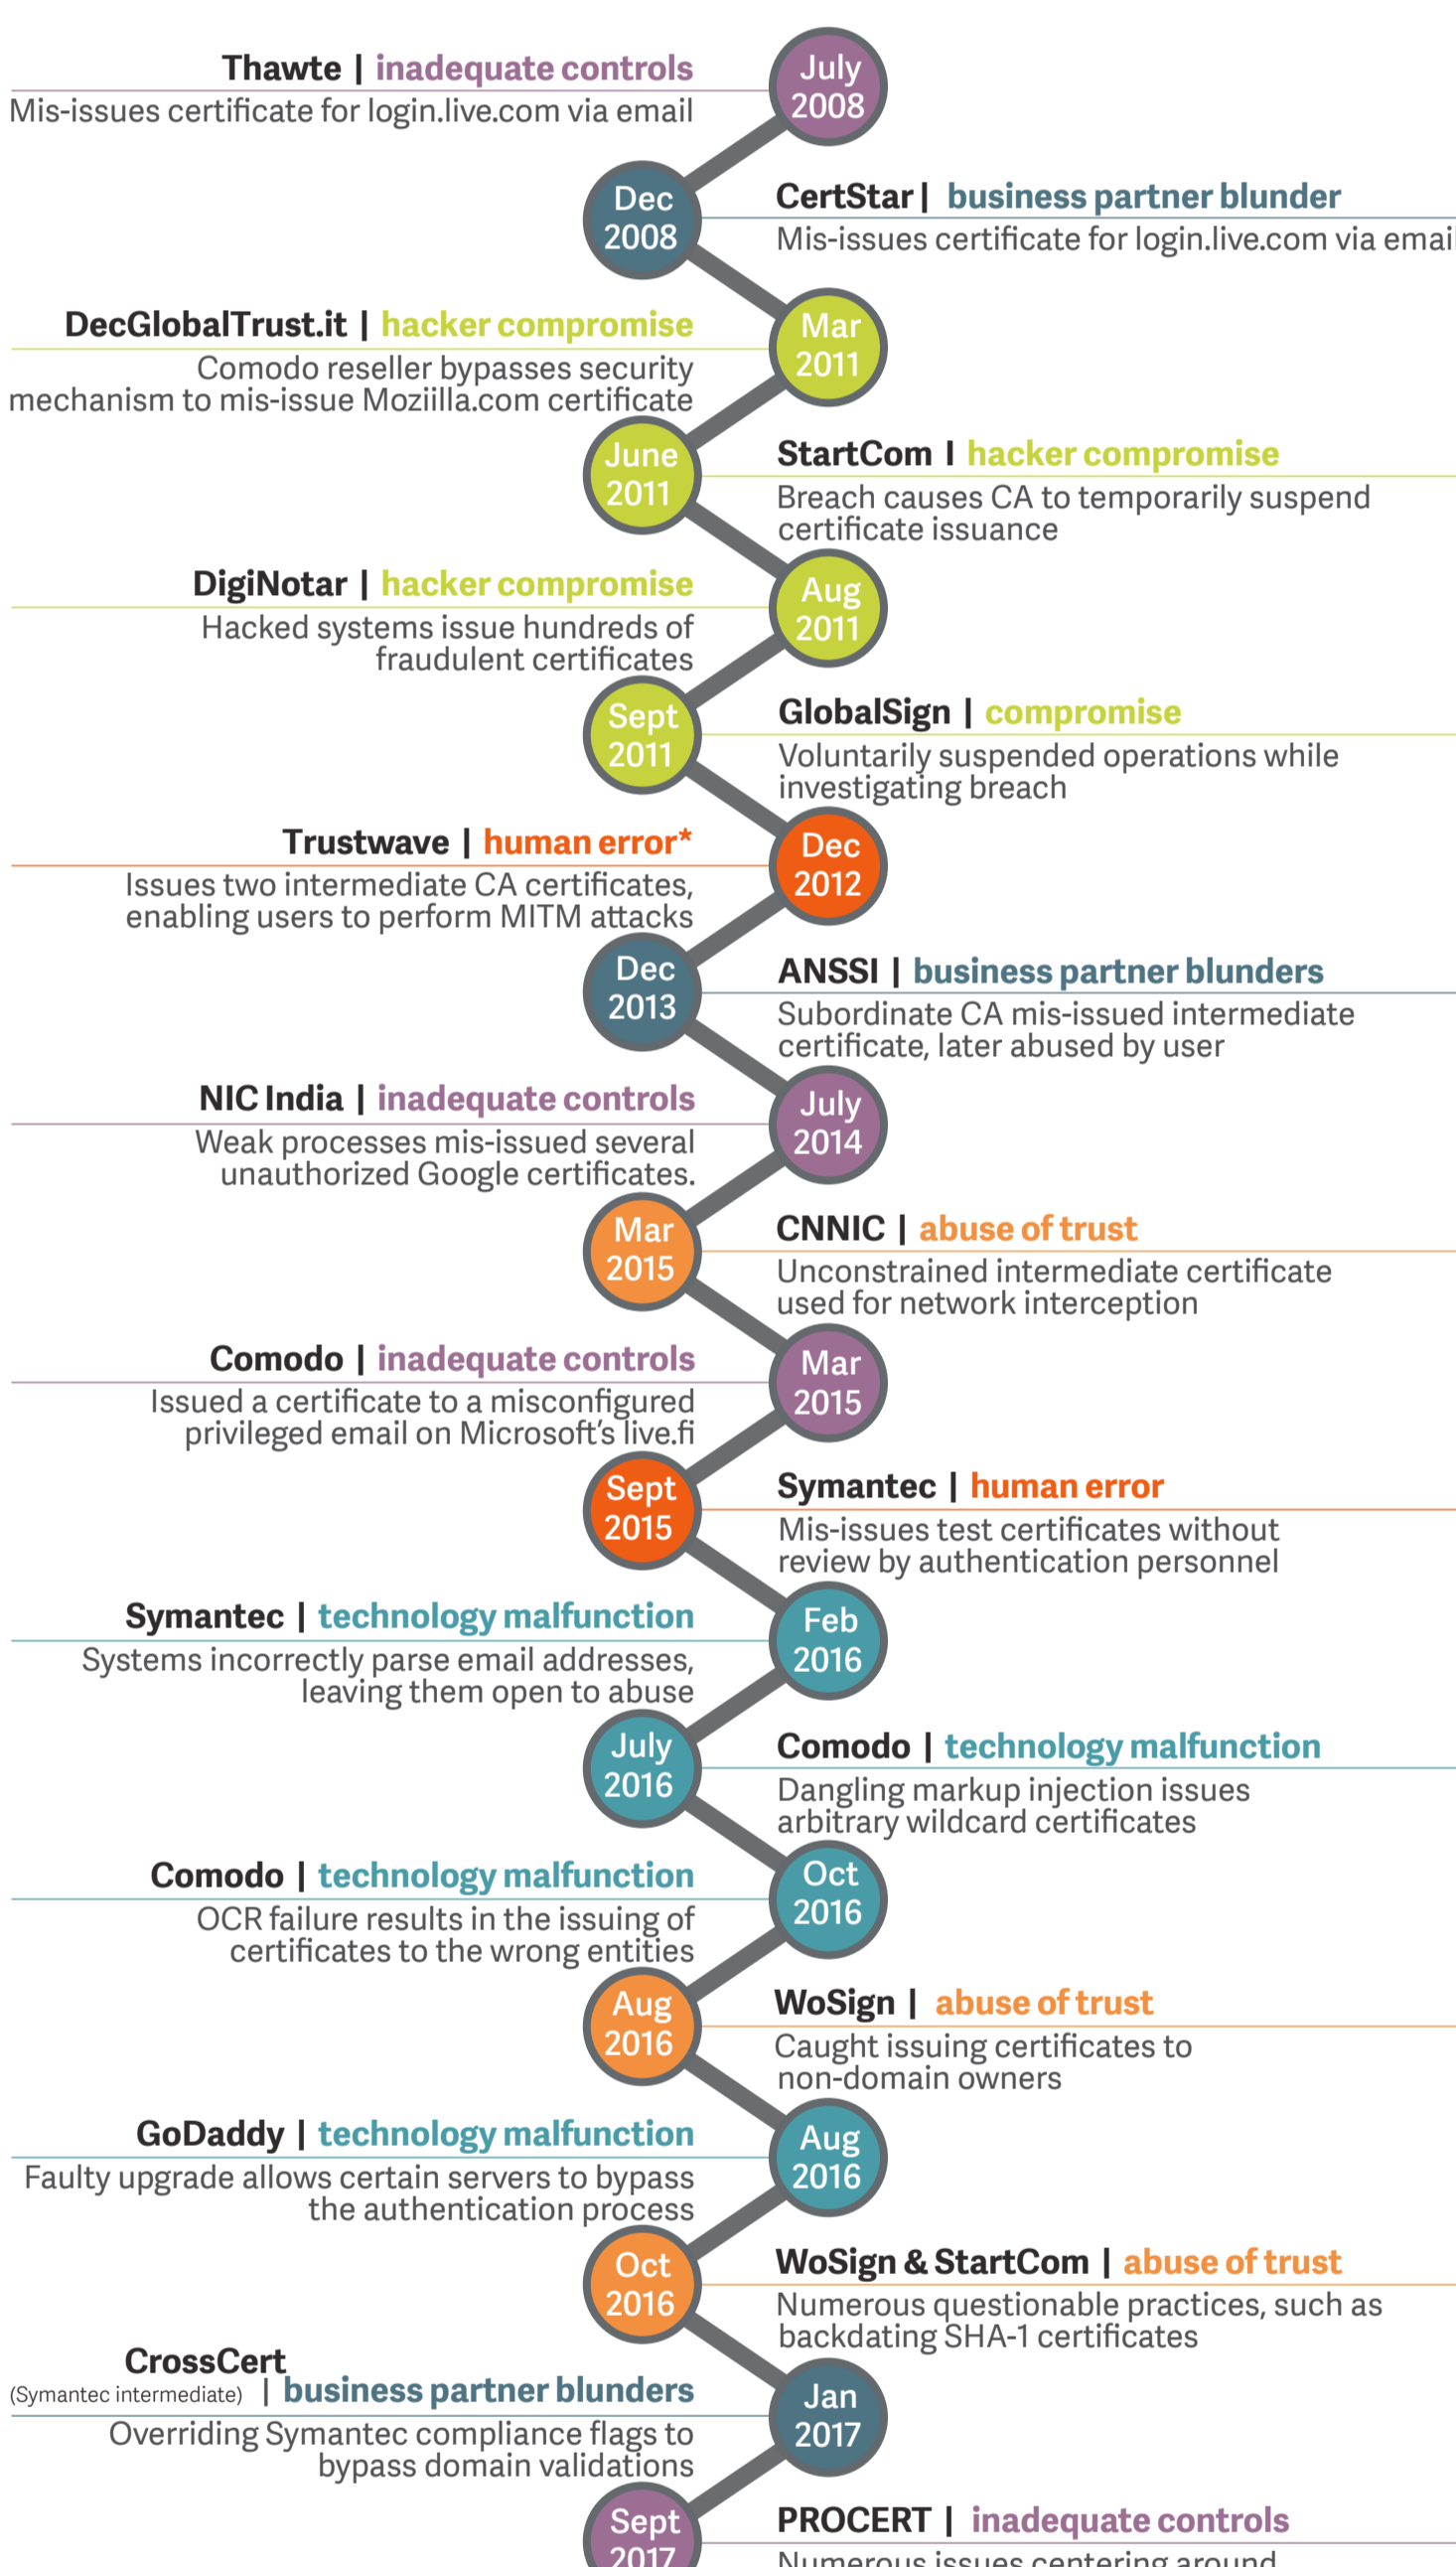 Thawte | inadequate controls
Mis-issues certificate for login.live.com via email
July
2008
Dec
2008
CertStar | business partner blunder
Mis-issues certificate for login.live.com via email
DecGlobalTrust.it | hacker compromise
Comodo reseller bypasses security
mechanism to mis-issue Moziilla.com certificate
Mar
2011
June
2011
StartCom I hacker compromise
Breach causes CA to temporarily suspend
certificate issuance
DigiNotar | hacker compromise
Hacked systems issue hundreds of
fraudulent certificates
Aug
2011
Sept
2011
GlobalSign | compromise
Voluntarily suspended operations while
investigating breach
Trustwave | human error*
Issues two intermediate CA certificates,
enabling users to perform MITM attacks
Dec
2012
Dec
2013
ANSSI | business partner blunders
Subordinate CA mis-issued intermediate
certificate, later abused by user
NIC India | inadequate controls
Weak processes mis-issued several
unauthorized Google certificates.
July
2014
Mar
2015
CNNIC | abuse of trust
Unconstrained intermediate certificate
used for network interception
Comodo | inadequate controls
Issued a certificate to a misconfigured
privileged email on Microsoft’s live.fi
Mar
2015
Sept
2015
Symantec | human error
Mis-issues test certificates without
review by authentication personnel
Symantec | technology malfunction
Systems incorrectly parse email addresses,
leaving them open to abuse
Feb
2016
July
2016
Comodo | technology malfunction
Dangling markup injection issues
arbitrary wildcard certificates
Comodo | technology malfunction
OCR failure results in the issuing of
certificates to the wrong entities
Oct
2016
Aug
2016
WoSign | abuse of trust
Caught issuing certificates to
non-domain owners
GoDaddy | technology malfunction
Faulty upgrade allows certain servers to bypass
the authentication process
Aug
2016
Oct
2016
WoSign & StartCom | abuse of trust
Numerous questionable practices, such as
backdating SHA-1 certificates
CrossCert
(Symantec intermediate) | business partner blunders
Overriding Symantec compliance flags to
bypass domain validations
Jan
2017
Sept
2017
PROCERT | inadequate controls
Numerous issues centering around